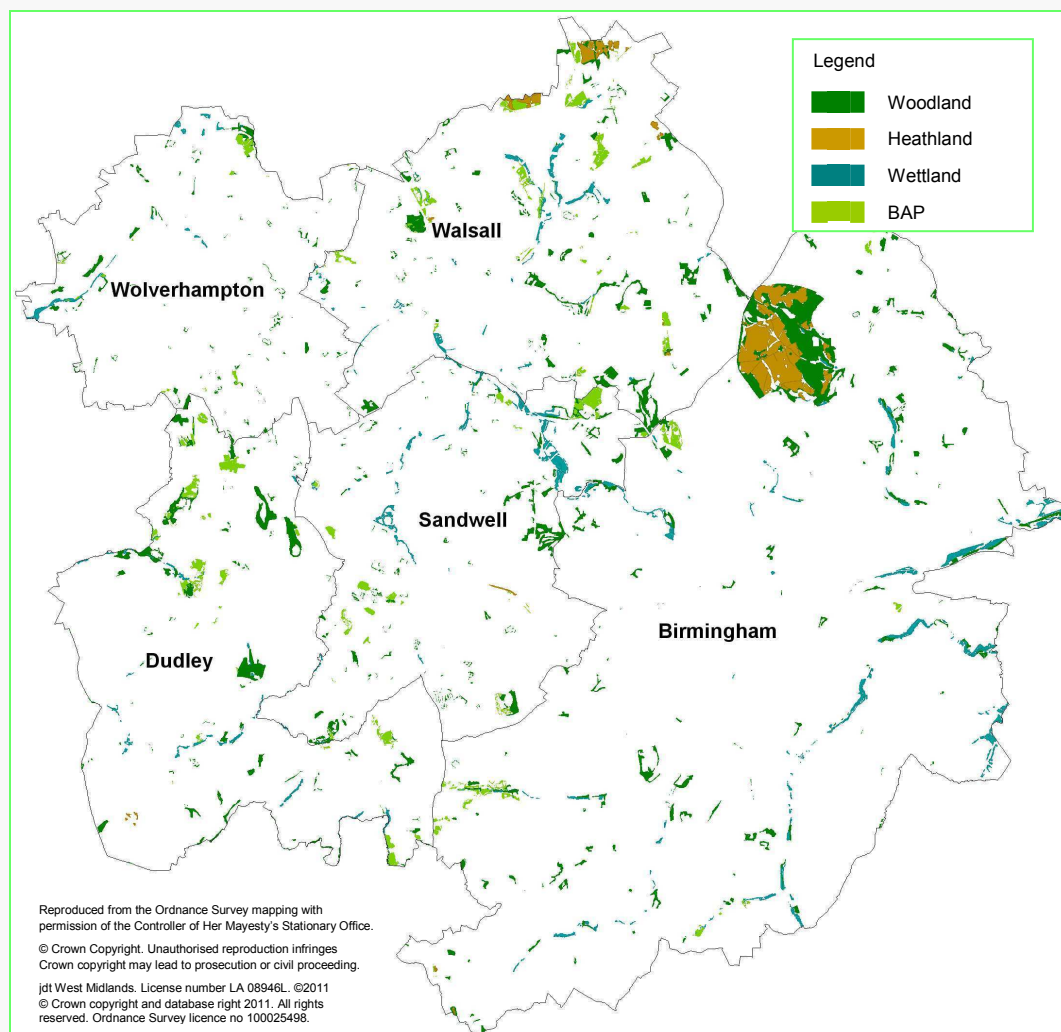 Legend
Woodland
Heathland
Wettland
BAP
Walsall
Wolverhampton
Sandwell
Birmingham
Dudley
Reproduced from the Ordnance Survey mapping with
permission of the Controller of Her Mayesty's Stationary Office.
© Crown Copyright. Unauthorised reproduction infringes
Crown copyright may lead to prosecution or civil proceeding.
jdt West Midlands. License number LA 08946L. ©2011
© Crown copyright and database right 2011. All rights
reserved. Ordnance Survey licence no 100025498.